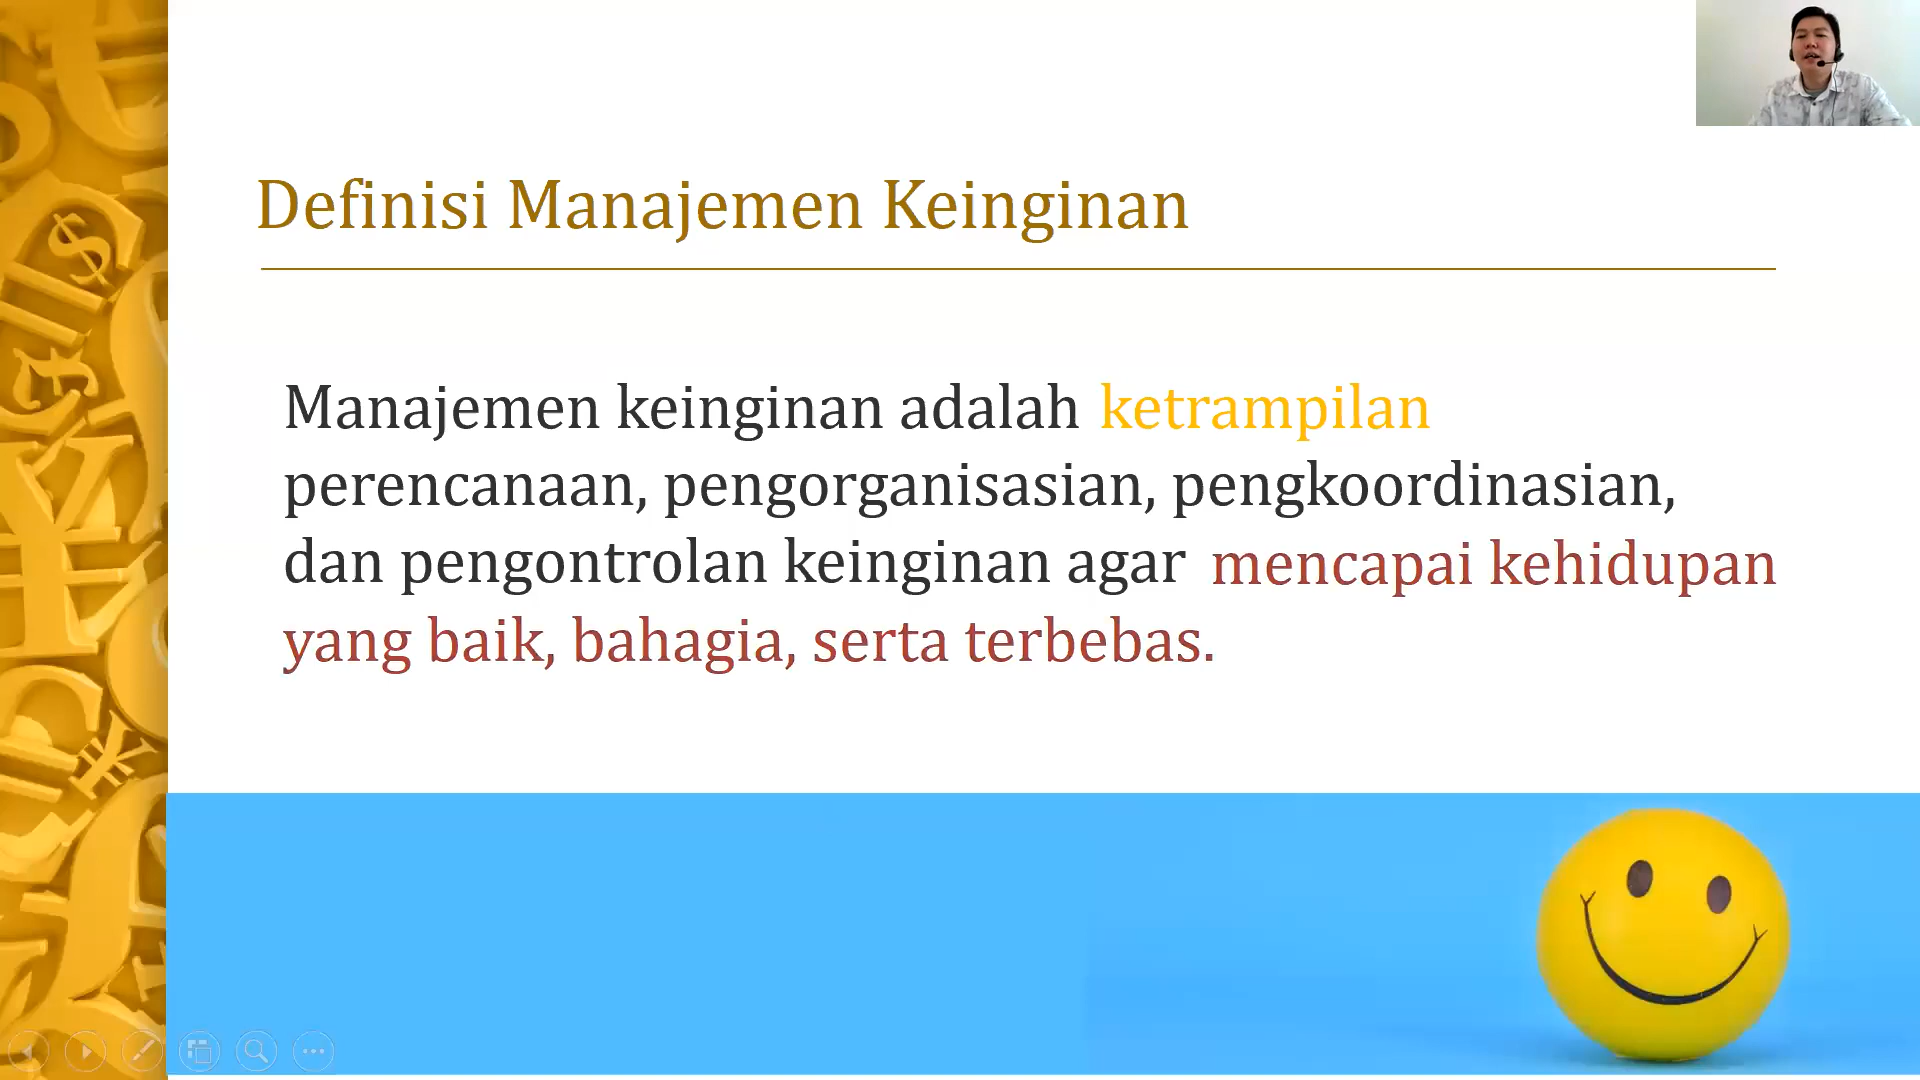 Definisi Manajemen Keinginan
Manajemen keinginan adalah ketrampilan
perencanaan, pengorganisasian, pengkoordinasian,
dan pengontrolan keinginan agar mencapai kehidupan
yang baik, bahagia, serta terbebas.